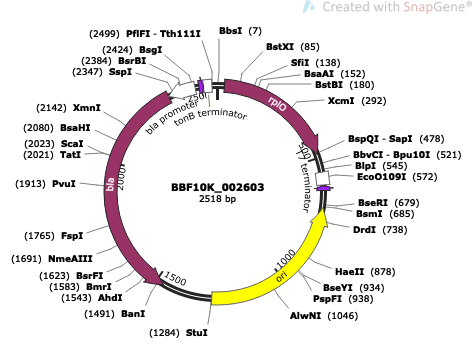 Created with SnapGene®
(2499) PflFI - Tth111I
BbsI (7)
(2424) BsgI
BstXI (85)
(2384) BsrBI
SfiI (138)
(2347) SspI
BsaAI (152)
BstBI (180)
XcmI (292)
(2142) XmnI
(2080) BsaHI
(2023) ScaI
(2021) TatI
(1913) PvuI
BspQI - SapI (478)
BbvCI - Bpu10I (521)
BlpI (545)
EcoO109I (572)
BBF10K_002603
2518 bp
BseRI (679)
BsmI (685)
DrdI (738)
(1765) FspI
(1691) NmeAIII
(1623) BsrFI
(1583) BmrI
(1543) AhdI
(1491) BanI
(1284) StuI
HaeII (878)
BseYI (934)
PspFI (938)
AlwNI (1046)
bla promoter
tonB terminator
rplO
T7 terminator
ori
bla
500
1000
1500
2000